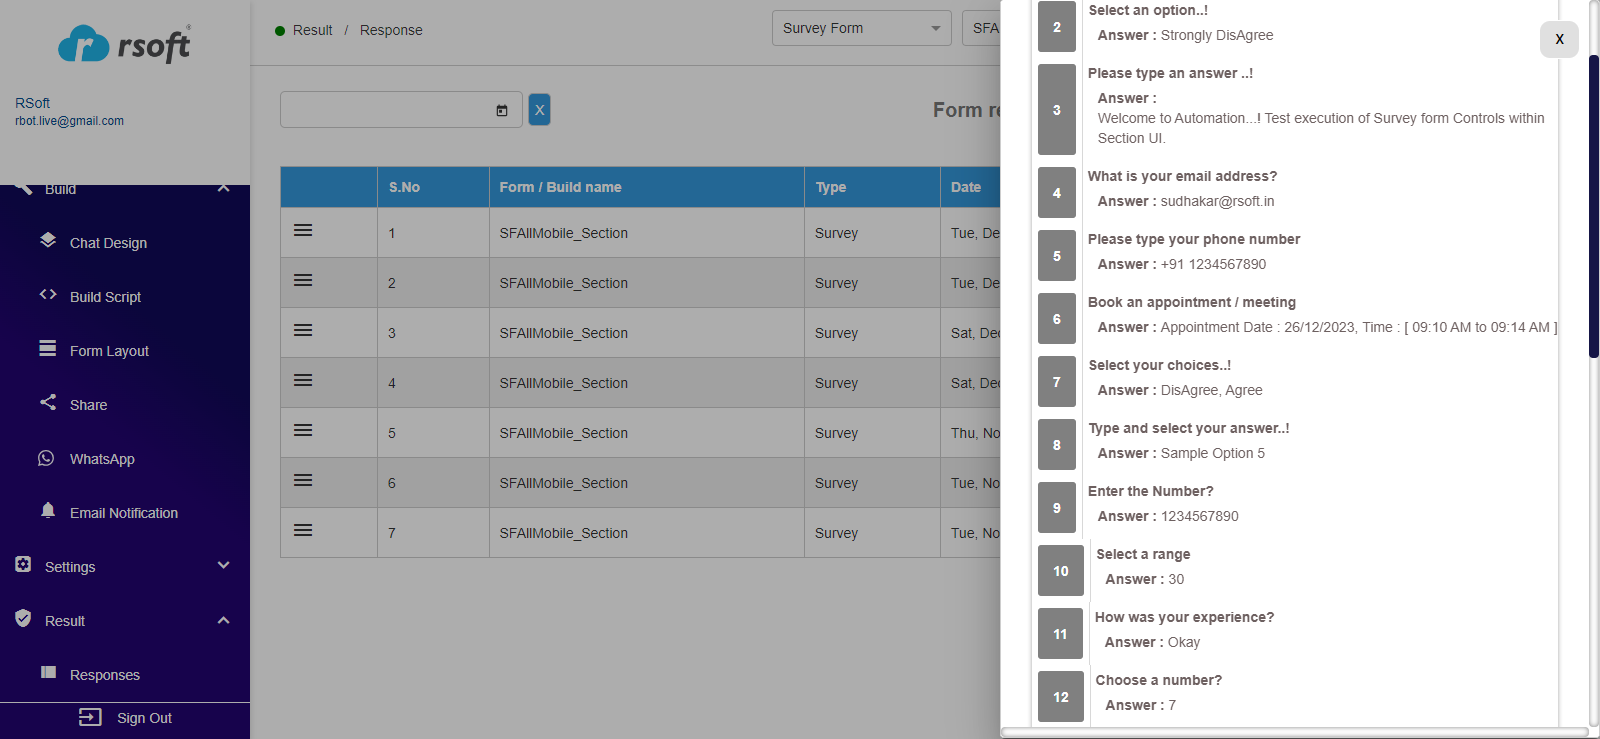 rsoft
RSoft
rbot.live@gmail.com
Build
Chat Design
Build Script
Form Layout
Share
WhatsApp
Email Notification
Settings
Result
Responses
Sign Out
Result / Response
Survey Form
SFA
X
Form re
S.No Form / Build name Type Date
1 SFAllMobile_Section Survey Tue, De
2 SFAllMobile_Section Survey Tue, De
3 SFAllMobile_Section Survey Sat, Dec
4 SFAllMobile_Section Survey Sat, Dec
5 SFAllMobile_Section Survey Thu, No
6 SFAllMobile_Section Survey Tue, No
7 SFAllMobile_Section Survey Tue, No
X
2 Select an option..!
Answer : Strongly DisAgree
3 Please type an answer ..!
Answer :
Welcome to Automation...! Test execution of Survey form Controls within
Section UI.
4 What is your email address?
Answer : sudhakar@rsoft.in
5 Please type your phone number
Answer : +91 1234567890
6 Book an appointment / meeting
Answer : Appointment Date : 26/12/2023, Time : [ 09:10 AM to 09:14 AM ]
7 Select your choices..!
Answer : DisAgree, Agree
8 Type and select your answer..!
Answer : Sample Option 5
9 Enter the Number?
Answer : 1234567890
10 Select a range
Answer : 30
11 How was your experience?
Answer : Okay
12 Choose a number?
Answer : 7